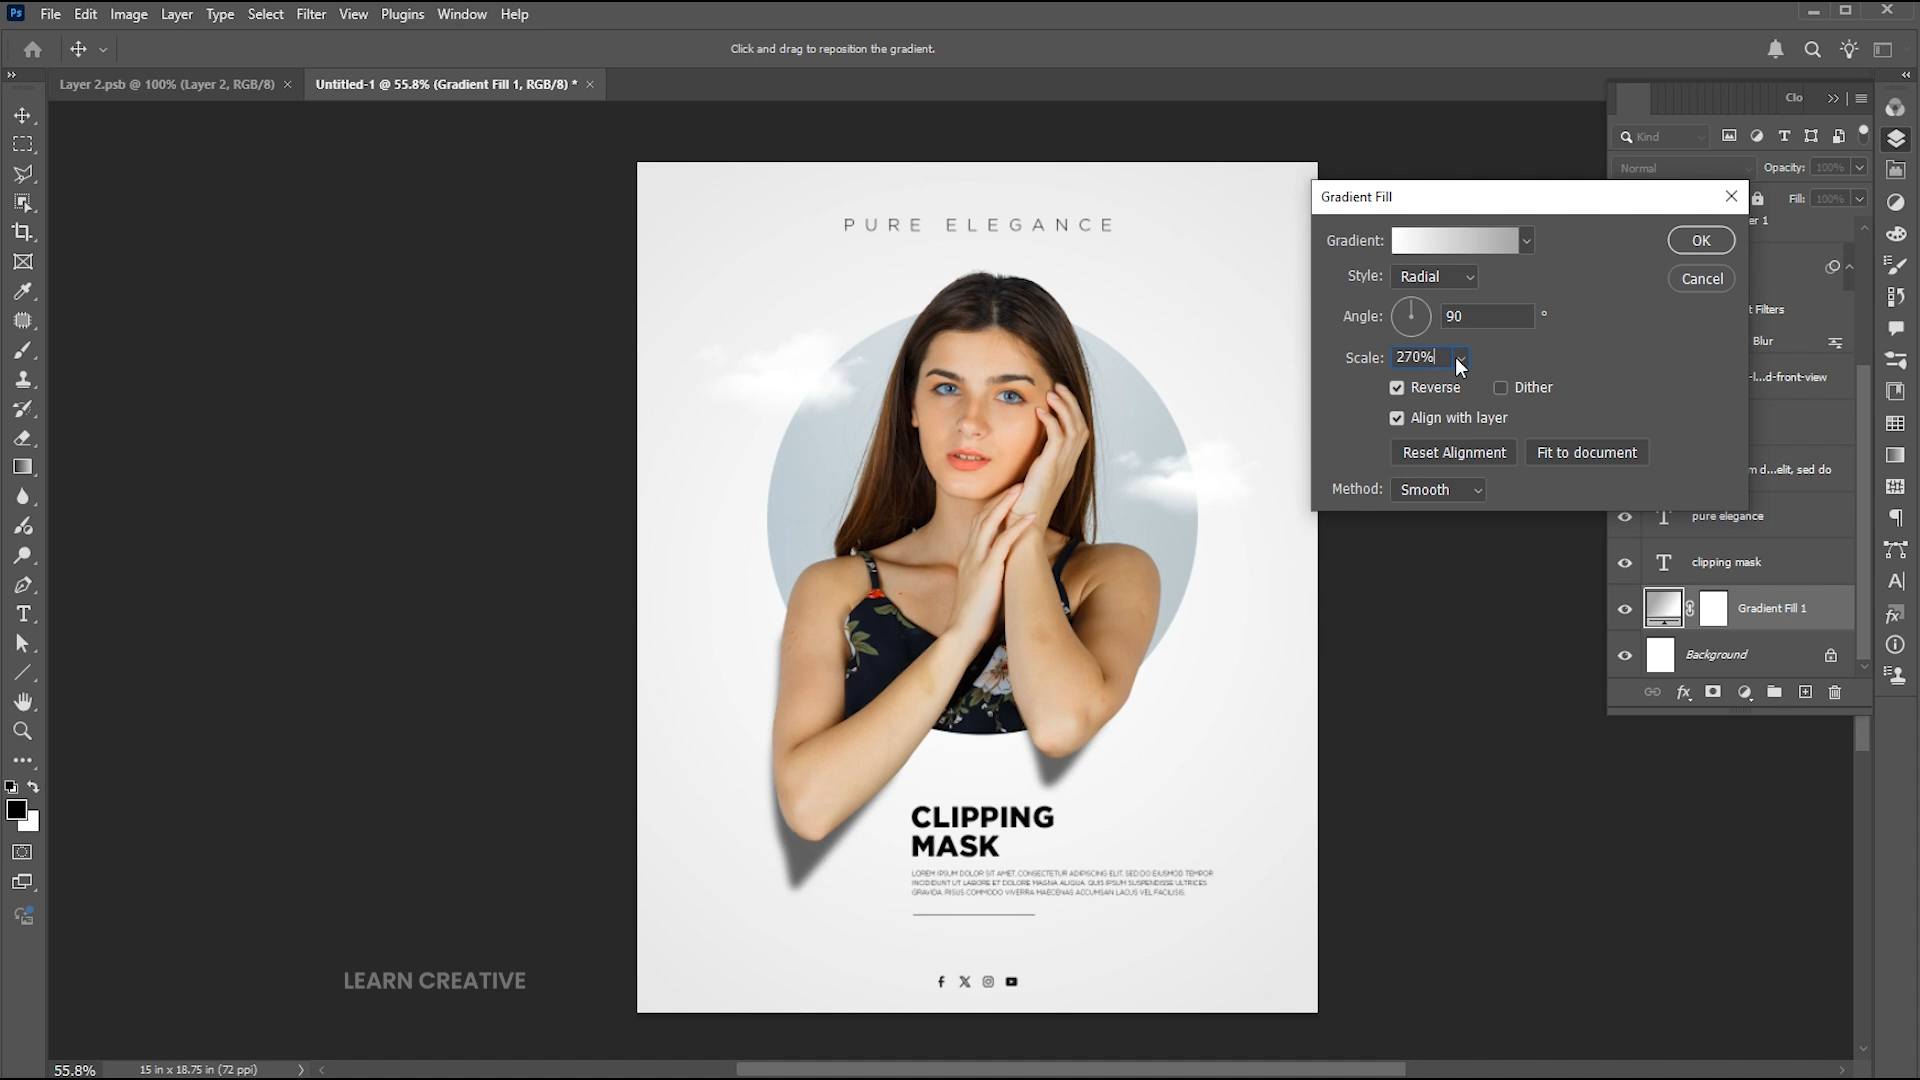 Ps File Edit Image Layer Type Select Filter View Plugins Window Help
Click and drag to reposition the gradient.
Layer 2.psb @ 100% (Layer 2, RGB/8) Untitled-1 @ 55.8% (Gradient Fill 1, RGB/8) *
Clo
Kind
Normal Opacity: 100%
Fill: 100%
er 1
Gradient Fill
Gradient: OK
Style: Radial Cancel
Angle: 90 °
Scale: 270%
Reverse Dither
Align with layer
Reset Alignment Fit to document
Method: Smooth
t Filters
Blur
-l...d-front-view
m d...elit, sed do
pure elegance
clipping mask
Gradient Fill 1
Background
PURE ELEGANCE
CLIPPING
MASK
LOREM IPSUM DOLOR SIT AMET, CONSECTETUR ADIPISCING ELIT, SED DO EIUSMOD TEMPOR
INCIDIDUNT UT LABORE ET DOLORE MAGNA ALIQUA. QUIS IPSUM SUSPENDISSE ULTRICES
GRAVIDA. RISUS COMMODO VIVERRA MAECENAS ACCUMSAN LACUS VEL FACILISIS.
LEARN CREATIVE
55.8% 15 in x 18.75 in (72 ppi)